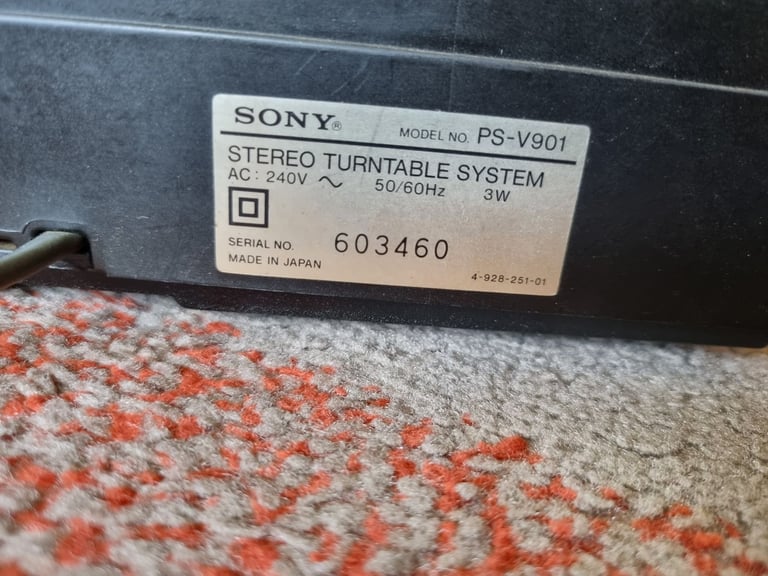 SONY®
MODEL NO. PS-V901
STEREO TURNTABLE SYSTEM
AC: 240V ~ 50/60Hz 3W
SERIAL NO. 603460
MADE IN JAPAN
4-928-251-01